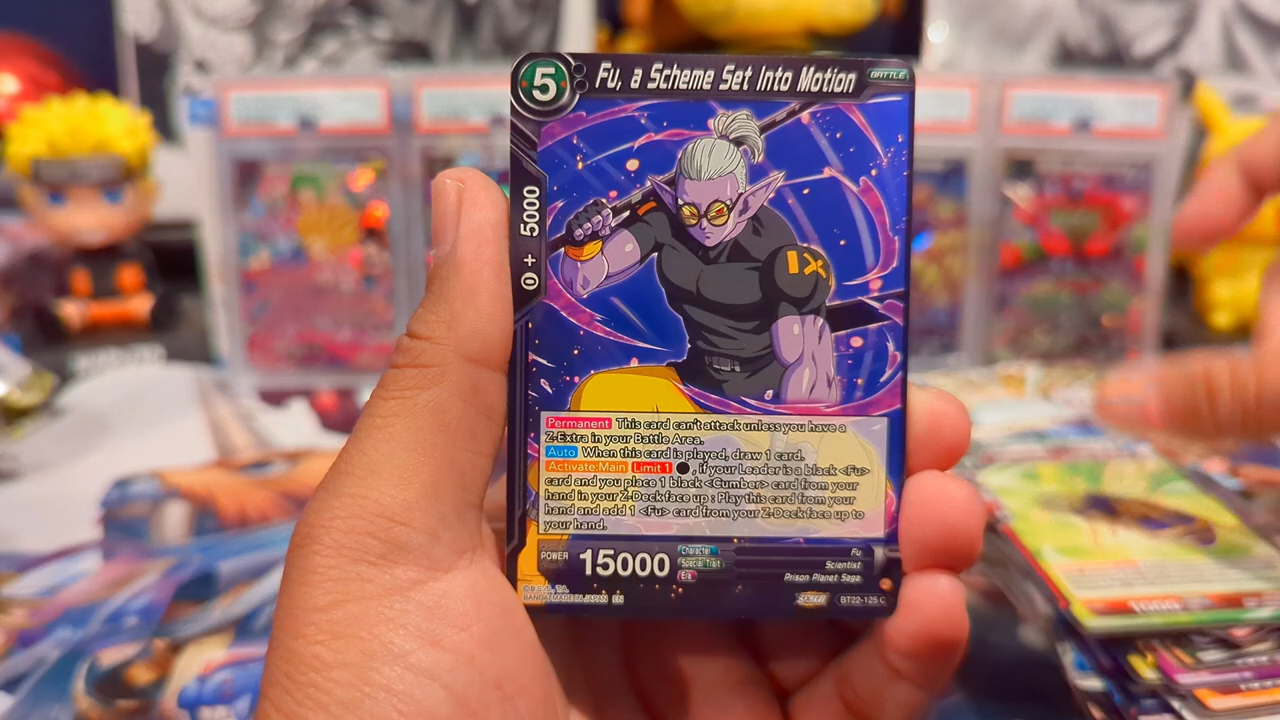 5 Fu, a Scheme Set Into Motion BATTLE
0 + 5000
IX
Permanent This card can't attack unless you have a
Z-Extra in your Battle Area.
Auto When this card is played, draw 1 card.
Activate:Main Limit 1 , if your Leader is a black <Fu>
card and you place 1 black <Cumber> card from your
hand in your Z-Deck face up : Play this card from your
hand and add 1 <Fu> card from your Z-Deck face up to
your hand.
POWER 15000
Character Fu
Special Trait Scientist
Era Prison Planet Saga
BANDAI MADE IN JAPAN EN
BT22-125 C